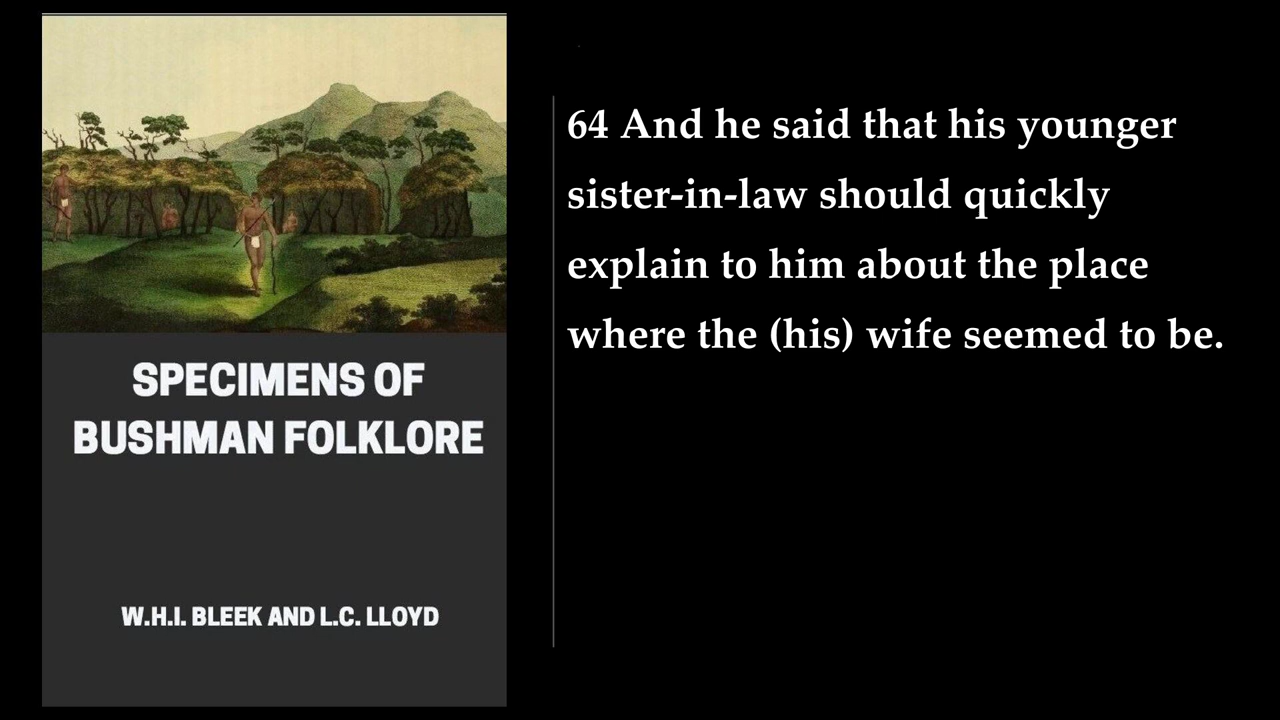 SPECIMENS OF
BUSHMAN FOLKLORE
W.H.I. BLEEK AND L.C. LLOYD
64 And he said that his younger
sister-in-law should quickly
explain to him about the place
where the (his) wife seemed to be.